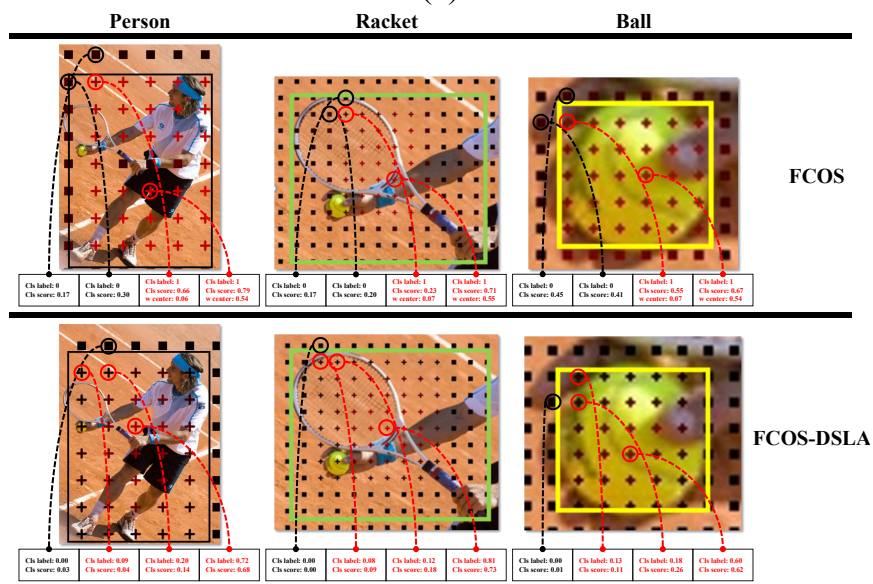 Person Racket Ball
FCOS
Cls label: 0 Cls label: 0 Cls label: 1 Cls label: 1 Cls label: 0 Cls label: 0 Cls label: 1 Cls label: 1 Cls label: 0 Cls label: 0 Cls label: 1 Cls label: 1
Cls score: 0.17 Cls score: 0.30 Cls score: 0.66 Cls score: 0.79 Cls score: 0.17 Cls score: 0.20 Cls score: 0.23 Cls score: 0.71 Cls score: 0.45 Cls score: 0.41 Cls score: 0.55 Cls score: 0.67
w center: 0.06 w center: 0.54 w center: 0.07 w center: 0.55 w center: 0.07 w center: 0.54
FCOS-DSLA
Cls label: 0.00 Cls label: 0.09 Cls label: 0.20 Cls label: 0.72 Cls label: 0.00 Cls label: 0.08 Cls label: 0.12 Cls label: 0.81 Cls label: 0.00 Cls label: 0.13 Cls label: 0.18 Cls label: 0.60
Cls score: 0.03 Cls score: 0.04 Cls score: 0.14 Cls score: 0.68 Cls score: 0.00 Cls score: 0.09 Cls score: 0.18 Cls score: 0.73 Cls score: 0.01 Cls score: 0.11 Cls score: 0.26 Cls score: 0.62